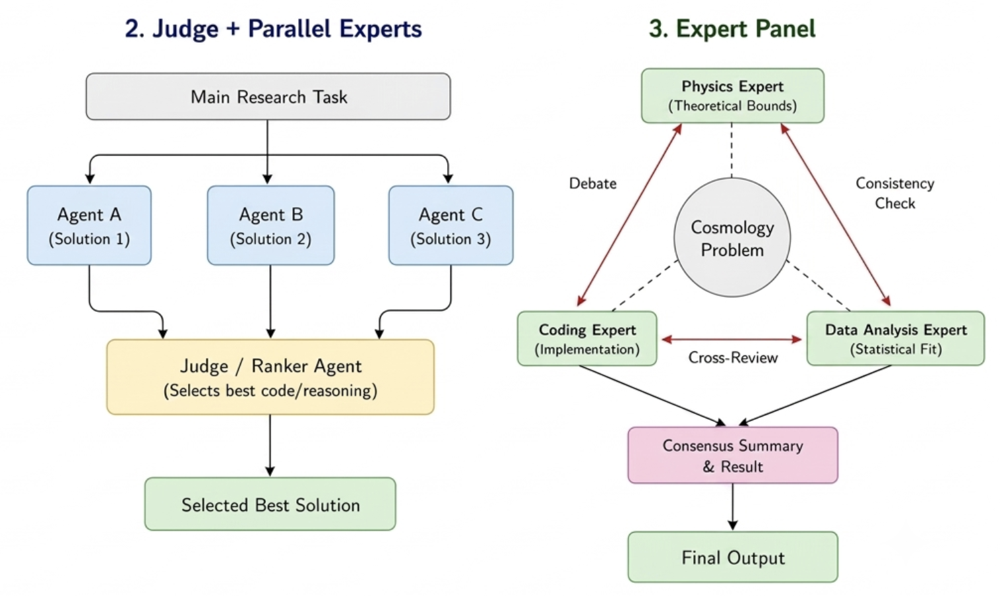 2. Judge + Parallel Experts
Main Research Task
Agent A
(Solution 1)
Agent B
(Solution 2)
Agent C
(Solution 3)
Judge / Ranker Agent
(Selects best code/reasoning)
Selected Best Solution
3. Expert Panel
Physics Expert
(Theoretical Bounds)
Debate
Consistency
Check
Cosmology
Problem
Coding Expert
(Implementation)
Cross-Review
Data Analysis Expert
(Statistical Fit)
Consensus Summary
& Result
Final Output